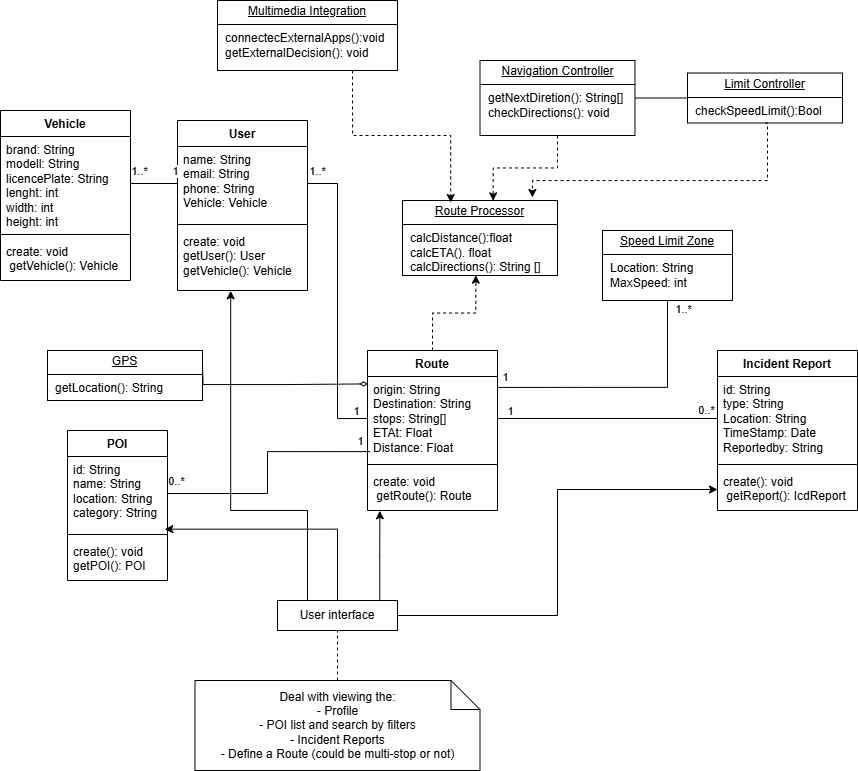 Multimedia Integration
connectecExternalApps():void
getExternalDecision(): void
Navigation Controller
getNextDiretion(): String[]
checkDirections(): void
Limit Controller
checkSpeedLimit():Bool
Vehicle
brand: String
modell: String
licencePlate: String
lenght: int
width: int
height: int
create: void
getVehicle(): Vehicle
1..*
1
User
name: String
email: String
phone: String
Vehicle: Vehicle
create: void
getUser(): User
getVehicle(): Vehicle
1..*
Route Processor
calcDistance():float
calcETA(). float
calcDirections(): String []
Speed Limit Zone
Location: String
MaxSpeed: int
1..*
GPS
getLocation(): String
Route
origin: String
Destination: String
stops: String[]
ETAt: Float
Distance: Float
create: void
getRoute(): Route
1
1
1
1
0..*
Incident Report
id: String
type: String
Location: String
TimeStamp: Date
Reportedby: String
create(): void
getReport(): IcdReport
POI
id: String
name: String
location: String
category: String
create(): void
getPOI(): POI
0..*
User interface
Deal with viewing the:
- Profile
- POI list and search by filters
- Incident Reports
- Define a Route (could be multi-stop or not)